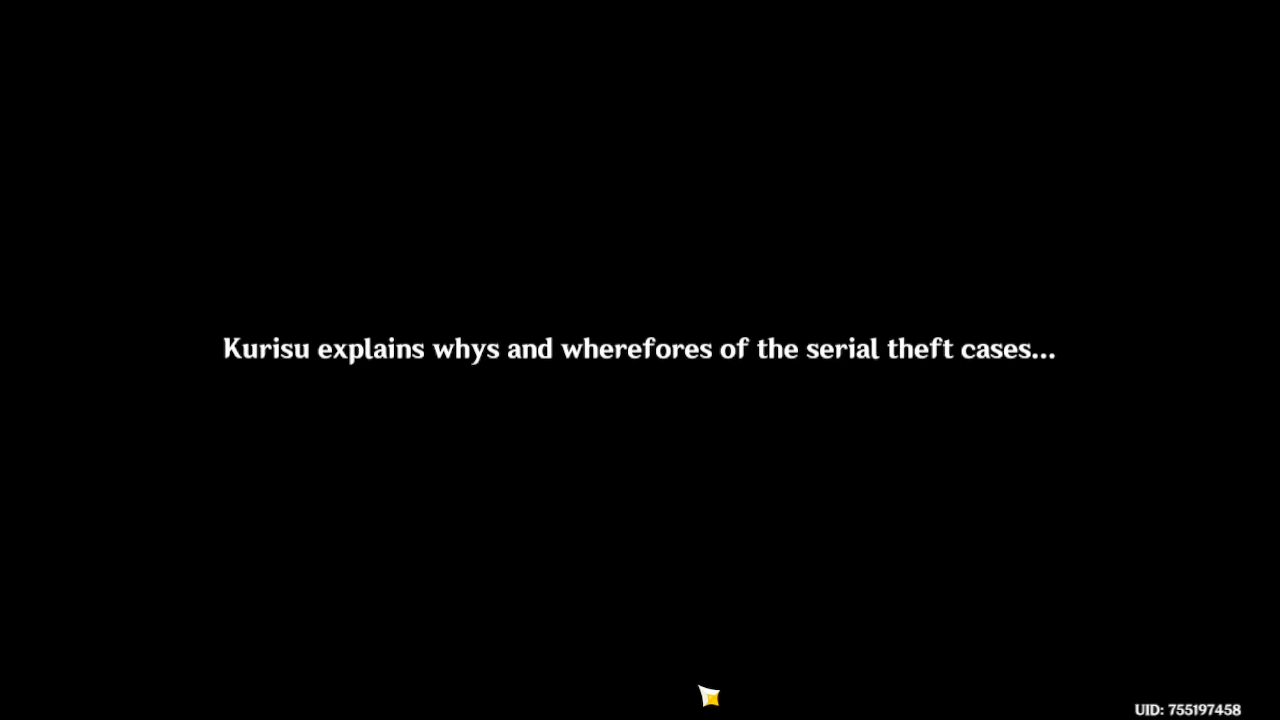 Kurisu explains whys and wherefores of the serial theft cases...
UID: 755197458